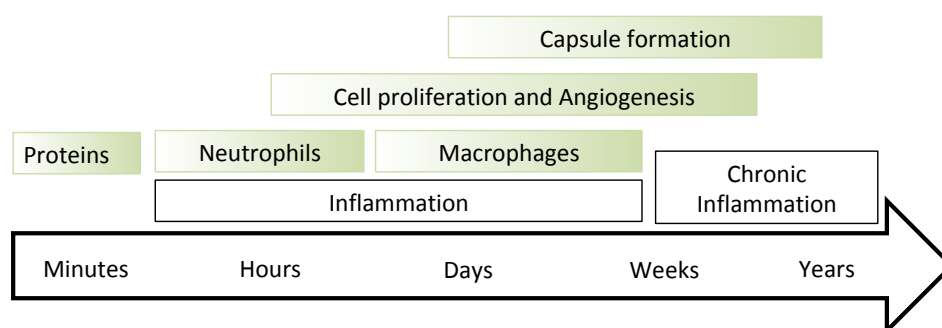 Capsule formation
Cell proliferation and Angiogenesis
Proteins
Neutrophils
Macrophages
Chronic
Inflammation
Inflammation
Minutes
Hours
Days
Weeks
Years